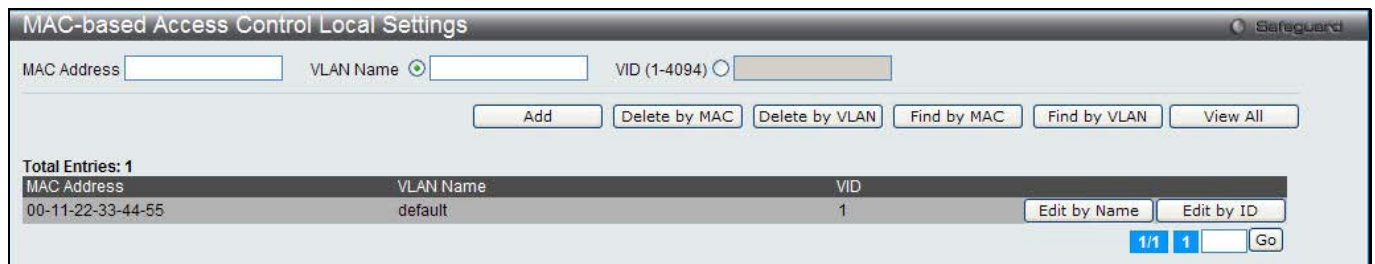 MAC-based Access Control Local Settings
Safeguard
MAC Address VLAN Name VID (1-4094)
Add Delete by MAC Delete by VLAN Find by MAC Find by VLAN View All
Total Entries: 1
MAC Address VLAN Name VID
00-11-22-33-44-55 default 1 Edit by Name Edit by ID
1/1 1 Go